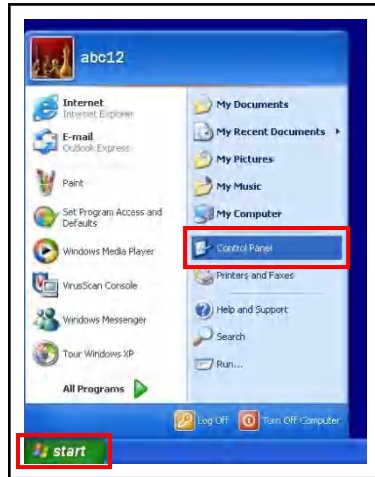 abc12
Internet
Internet Explorer
E-mail
Outlook Express
Paint
Set Program Access and
Defaults
Windows Media Player
VirusScan Console
Windows Messenger
Tour Windows XP
All Programs
My Documents
My Recent Documents
My Pictures
My Music
My Computer
Control Panel
Printers and Faxes
Help and Support
Search
Run...
Log Off
Turn Off Computer
start